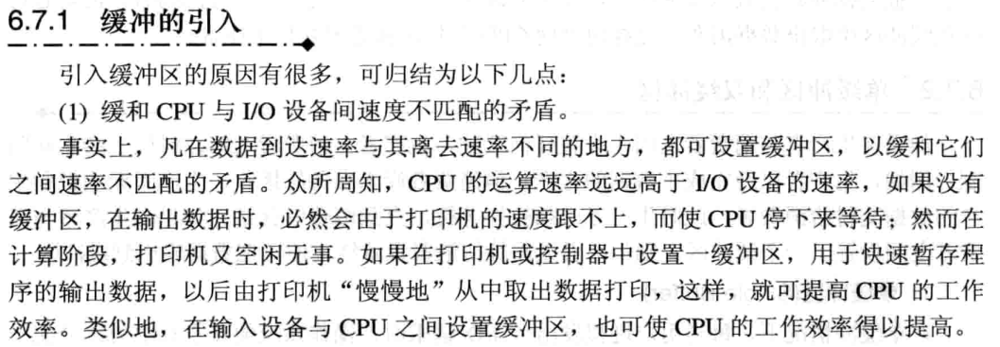 6.7.1 缓冲的引入
引入缓冲区的原因有很多，可归结为以下几点：
(1) 缓和 CPU 与 I/O 设备间速度不匹配的矛盾。
事实上，凡在数据到达速率与其离去速率不同的地方，都可设置缓冲区，以缓和它们
之间速率不匹配的矛盾。众所周知，CPU 的运算速率远远高于 I/O 设备的速率，如果没有
缓冲区，在输出数据时，必然会由于打印机的速度跟不上，而使 CPU 停下来等待；然而在
计算阶段，打印机又空闲无事。如果在打印机或控制器中设置一缓冲区，用于快速暂存程
序的输出数据，以后由打印机“慢慢地”从中取出数据打印，这样，就可提高 CPU 的工作
效率。类似地，在输入设备与 CPU 之间设置缓冲区，也可使 CPU 的工作效率得以提高。